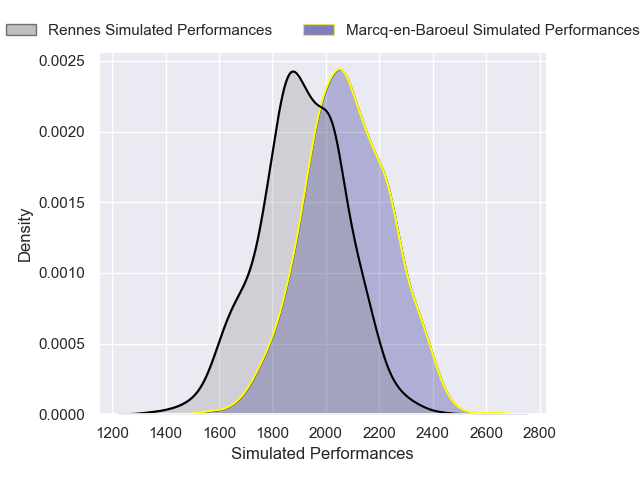 Rennes Simulated Performances
Marcq-en-Baroeul Simulated Performances
0.0025
0.0020
0.0015
0.0010
0.0005
0.0000
Density
1200 1400 1600 1800 2000 2200 2400 2600 2800
Simulated Performances